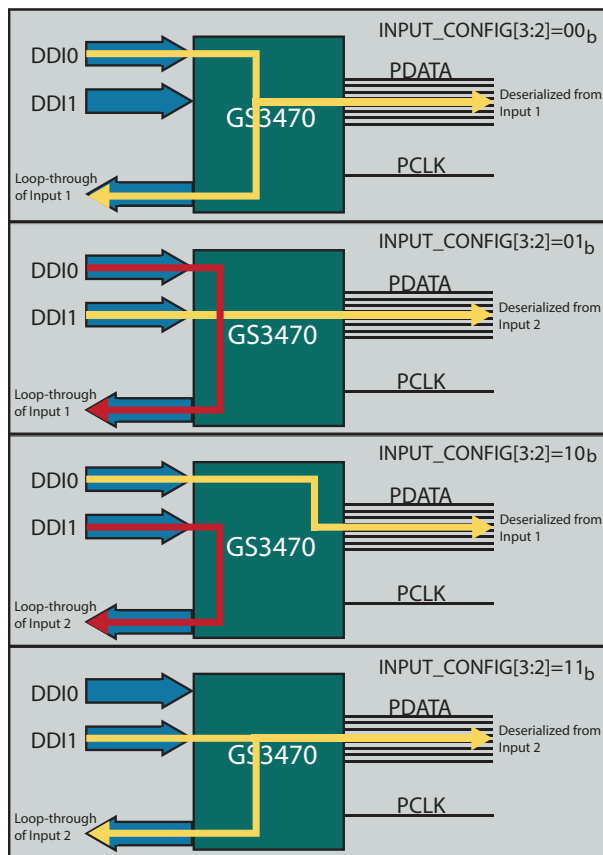 INPUT_CONFIG[3:2]=00b
DDI0
PDATA
DDI1
Deserialized from
Input 1
GS3470
PCLK
Loop-through
of Input 1
INPUT_CONFIG[3:2]=01b
DDI0
PDATA
DDI1
Deserialized from
Input 2
GS3470
PCLK
Loop-through
of Input 1
INPUT_CONFIG[3:2]=10b
DDI0
PDATA
DDI1
Deserialized from
Input 1
GS3470
PCLK
Loop-through
of Input 2
INPUT_CONFIG[3:2]=11b
DDI0
PDATA
DDI1
Deserialized from
Input 2
GS3470
PCLK
Loop-through
of Input 2